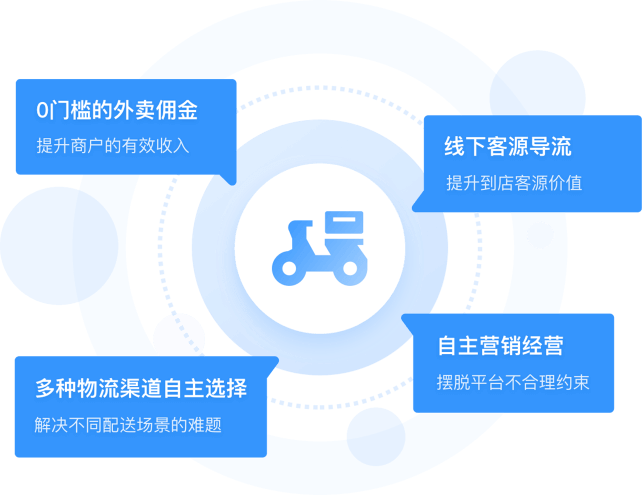 0门槛的外卖佣金
提升商户的有效收入
线下客源导流
提升到店客源价值
自主营销经营
摆脱平台不合理约束
多种物流渠道自主选择
解决不同配送场景的难题